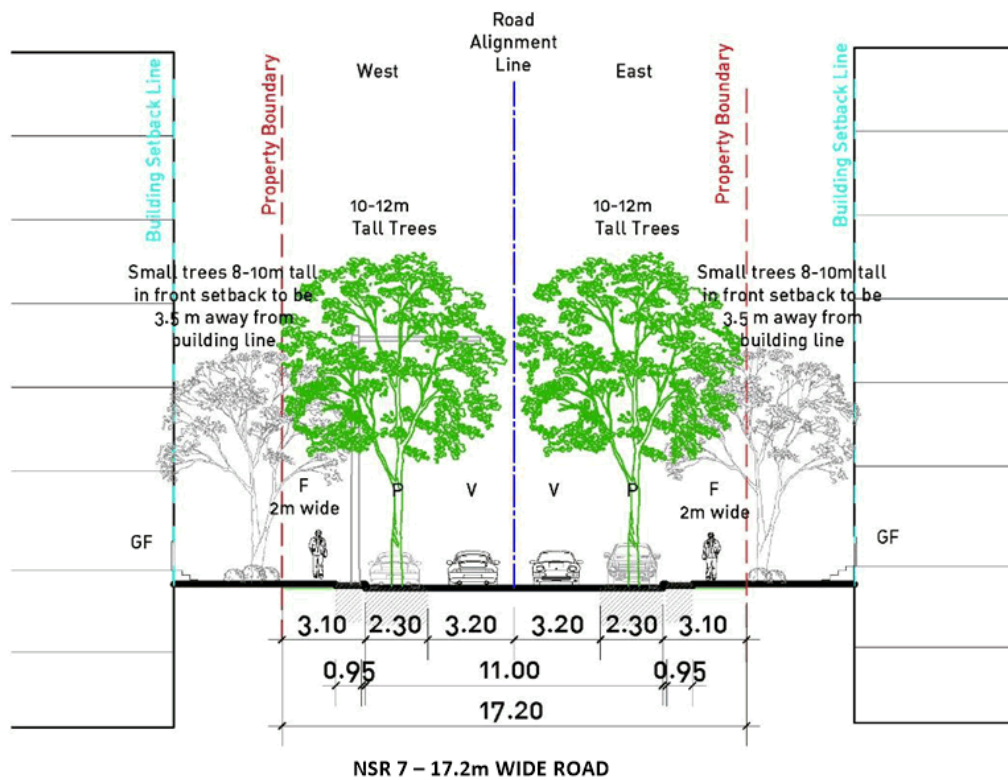 Road
Alignment
Line
West
East
Building Setback Line
Property Boundary
Property Boundary
Building Setback Line
10-12m
Tall Trees
10-12m
Tall Trees
Small trees 8-10m tall
in front setback to be
3.5 m away from
building line
Small trees 8-10m tall
in front setback to be
3.5 m away from
building line
F
2m wide
P
V
V
P
F
2m wide
GF
GF
3.10 2.30 3.20 3.20 2.30 3.10
0.95 11.00 0.95
17.20
NSR 7 – 17.2m WIDE ROAD